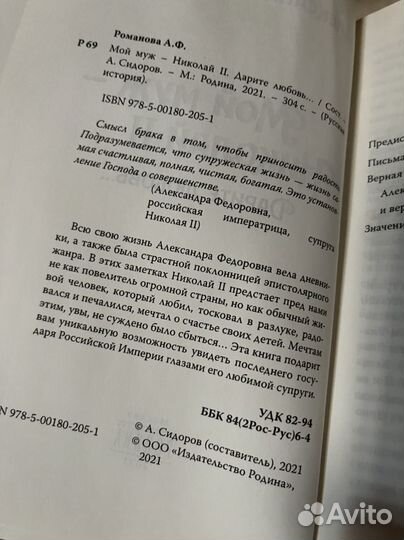 Романова А.Ф.
Р 69
Мой муж – Николай II. Дарите любовь... / Сост.
А. Сидоров. – М.: Родина, 2021. – 304 с. – (Русская
история).
ISBN 978-5-00180-205-1
Смысл брака в том, чтобы приносить радость.
Подразумевается, что супружеская жизнь – жизнь са-
мая счастливая, полная, чистая, богатая. Это установ-
ление Господа о совершенстве.
(Александра Федоровна,
российская императрица, супруга
Николая II)
Всю свою жизнь Александра Федоровна вела дневни-
ки, а также была страстной поклонницей эпистолярного
жанра. В этих заметках Николай II предстает пред нами
не как повелитель огромной страны, но как обычный жи-
вой человек, который любил, тосковал в разлуке, радо-
вался и печалился, мечтал о счастье своих детей. Мечтам
этим, увы, не суждено было сбыться... Эта книга подарит
вам уникальную возможность увидеть последнего госу-
даря Российской Империи глазами его любимой супруги.
УДК 82-94
ББК 84(2Рос-Рус)6-4
N 978-5-00180-205-1
© А. Сидоров (составитель), 2021
© ООО «Издательство Родина»,
2021
Предис
Письма
Верная
Алек
и вер
Значени
Avito